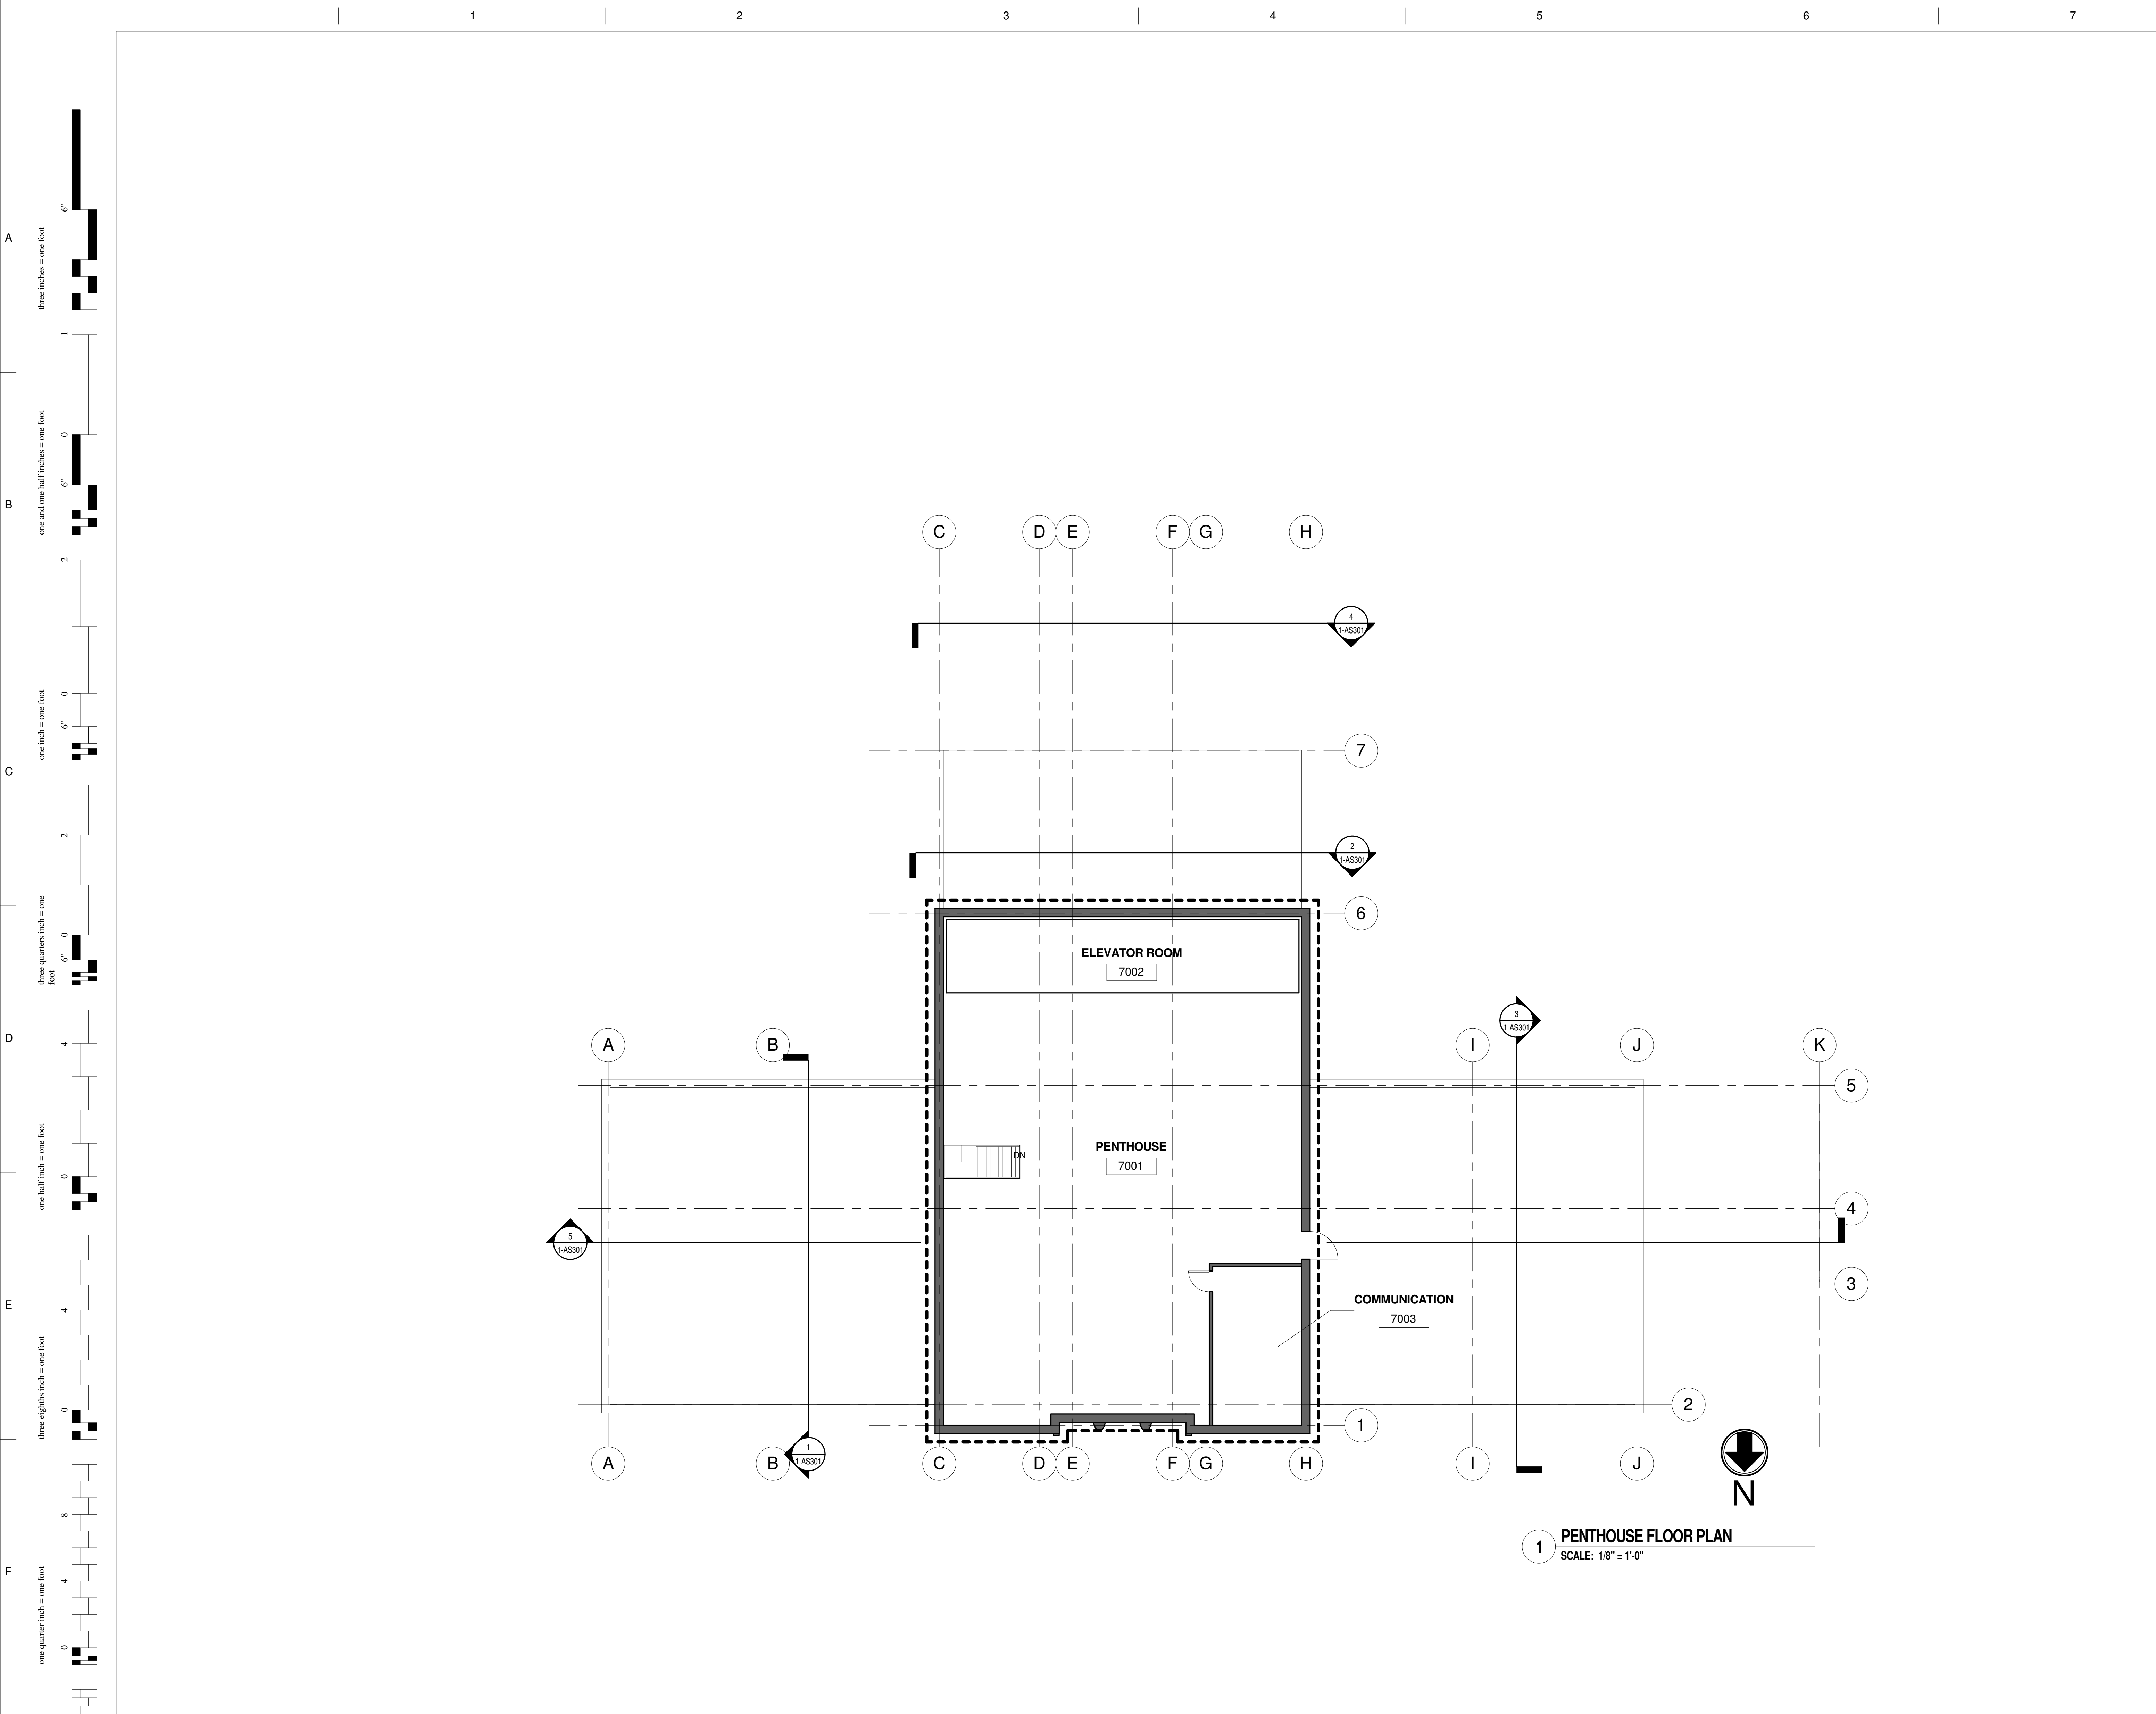 1 2 3 4 5 6 7
A
B
C
D
E
F
6"
three inches = one foot
1
0
6"
one and one half inches = one foot
2
0
6"
one inch = one foot
2
0
6"
three quarters inch = one
foot
4
0
one half inch = one foot
4
0
three eighths inch = one foot
8
4
0
one quarter inch = one foot
C D E F G H
4
1-AS301
7
2
1-AS301
6
ELEVATOR ROOM
7002
3
1-AS301
A B I J K
5
PENTHOUSE
7001
DN
4
5
1-AS301
3
COMMUNICATION
7003
2
1
1
1-AS301
A B C D E F G H I J
N
1 PENTHOUSE FLOOR PLAN
SCALE: 1/8" = 1'-0"